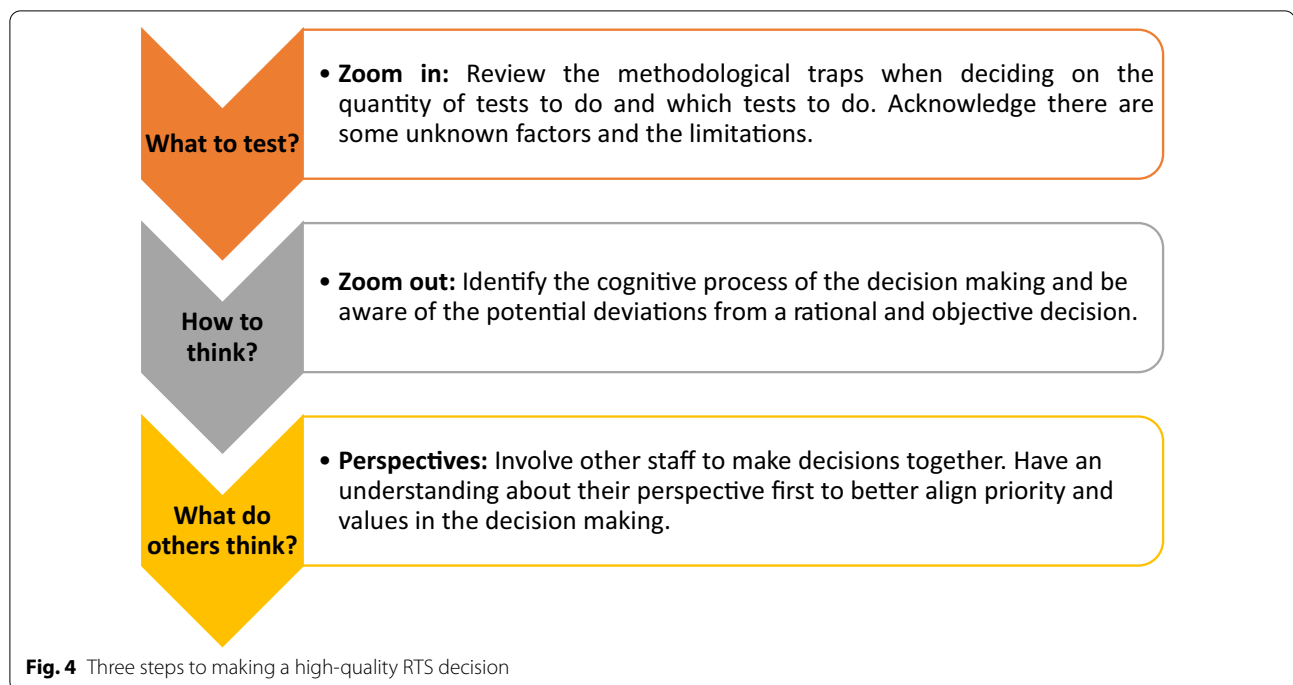 What to test?
• Zoom in: Review the methodological traps when deciding on the
quantity of tests to do and which tests to do. Acknowledge there are
some unknown factors and the limitations.
How to
think?
• Zoom out: Identify the cognitive process of the decision making and be
aware of the potential deviations from a rational and objective decision.
What do
others think?
• Perspectives: Involve other staff to make decisions together. Have an
understanding about their perspective first to better align priority and
values in the decision making.
Fig. 4 Three steps to making a high-quality RTS decision